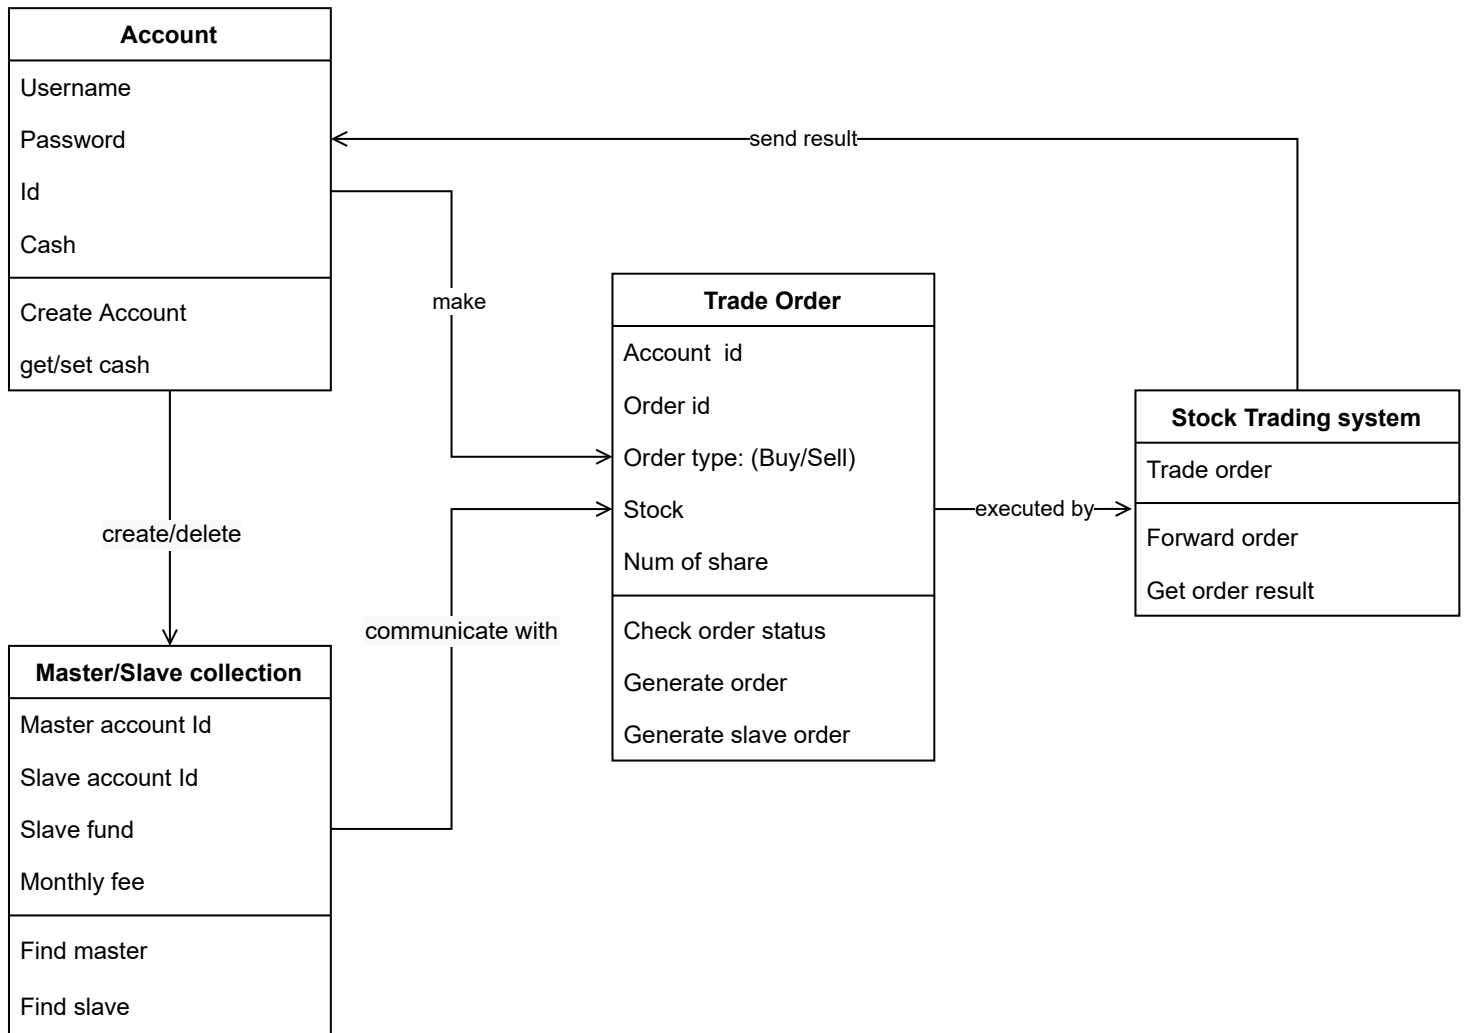 Account
Username
Password
Id
Cash
Create Account
get/set cash
send result
make
create/delete
communicate with
Master/Slave collection
Master account Id
Slave account Id
Slave fund
Monthly fee
Find master
Find slave
Trade Order
Account  id
Order id
Order type: (Buy/Sell)
Stock
Num of share
Check order status
Generate order
Generate slave order
executed by
Stock Trading system
Trade order
Forward order
Get order result